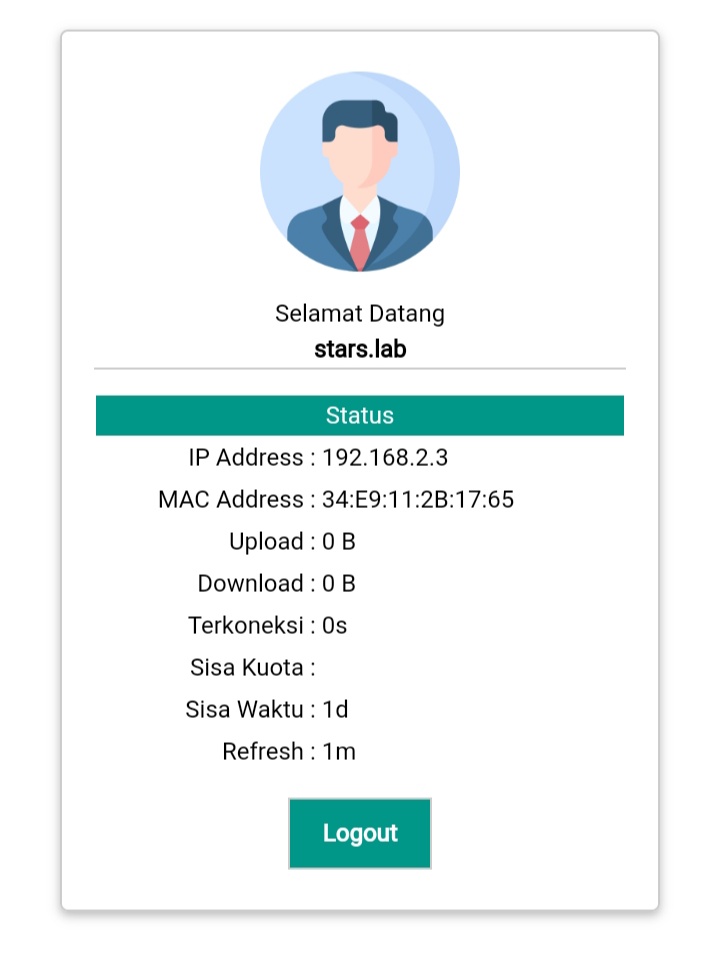 Selamat Datang
stars.lab
Status
IP Address : 192.168.2.3
MAC Address : 34:E9:11:2B:17:65
Upload : 0 B
Download : 0 B
Terkoneksi : 0s
Sisa Kuota :
Sisa Waktu : 1d
Refresh : 1m
Logout